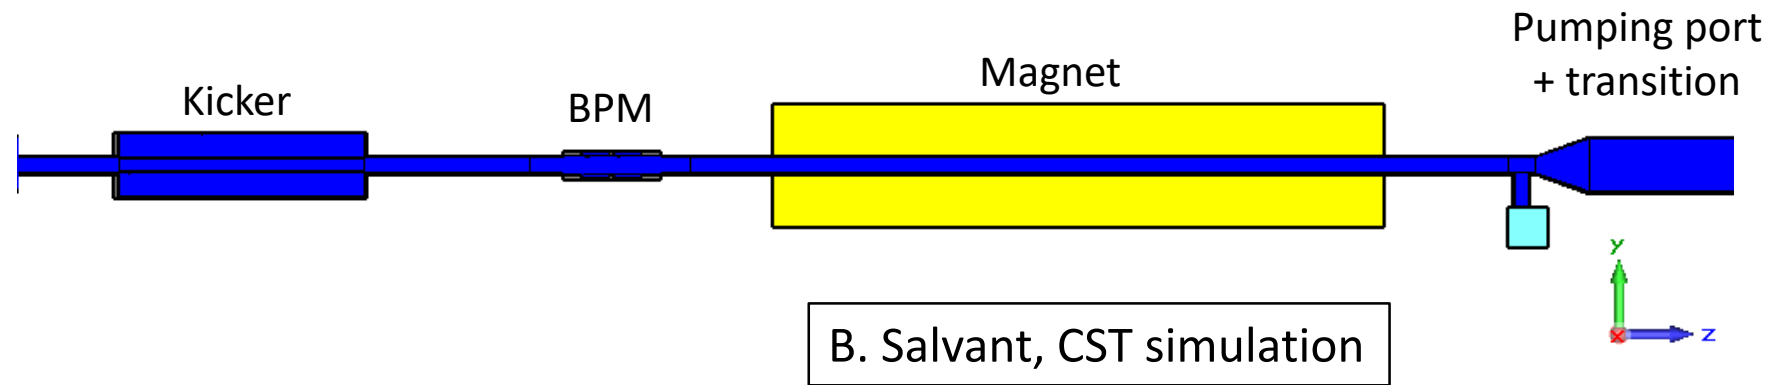 Pumping port
+ transition
Magnet
Kicker
BPM
y
z
x
B. Salvant, CST simulation